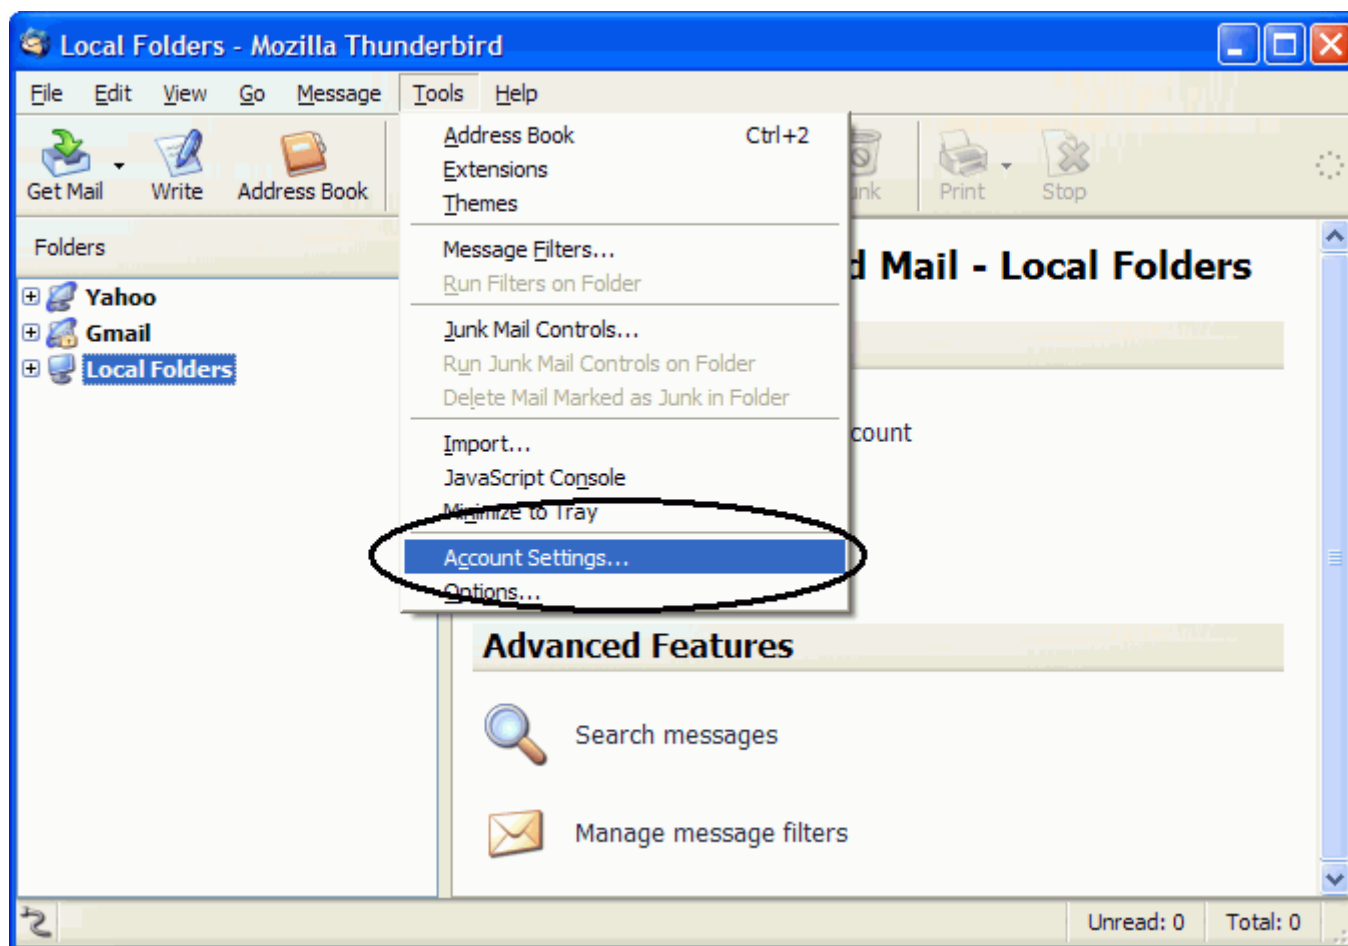 Local Folders - Mozilla Thunderbird
File Edit View Go Message Tools Help
Get Mail Write Address Book Print Stop
Folders
Yahoo
Gmail
Local Folders
Address Book Ctrl+2
Extensions
Themes
Message Filters...
Run Filters on Folder
Junk Mail Controls...
Run Junk Mail Controls on Folder
Delete Mail Marked as Junk in Folder
Import...
JavaScript Console
Minimize to Tray
Account Settings...
Options...
Mail - Local Folders
Advanced Features
Search messages
Manage message filters
Unread: 0 Total: 0